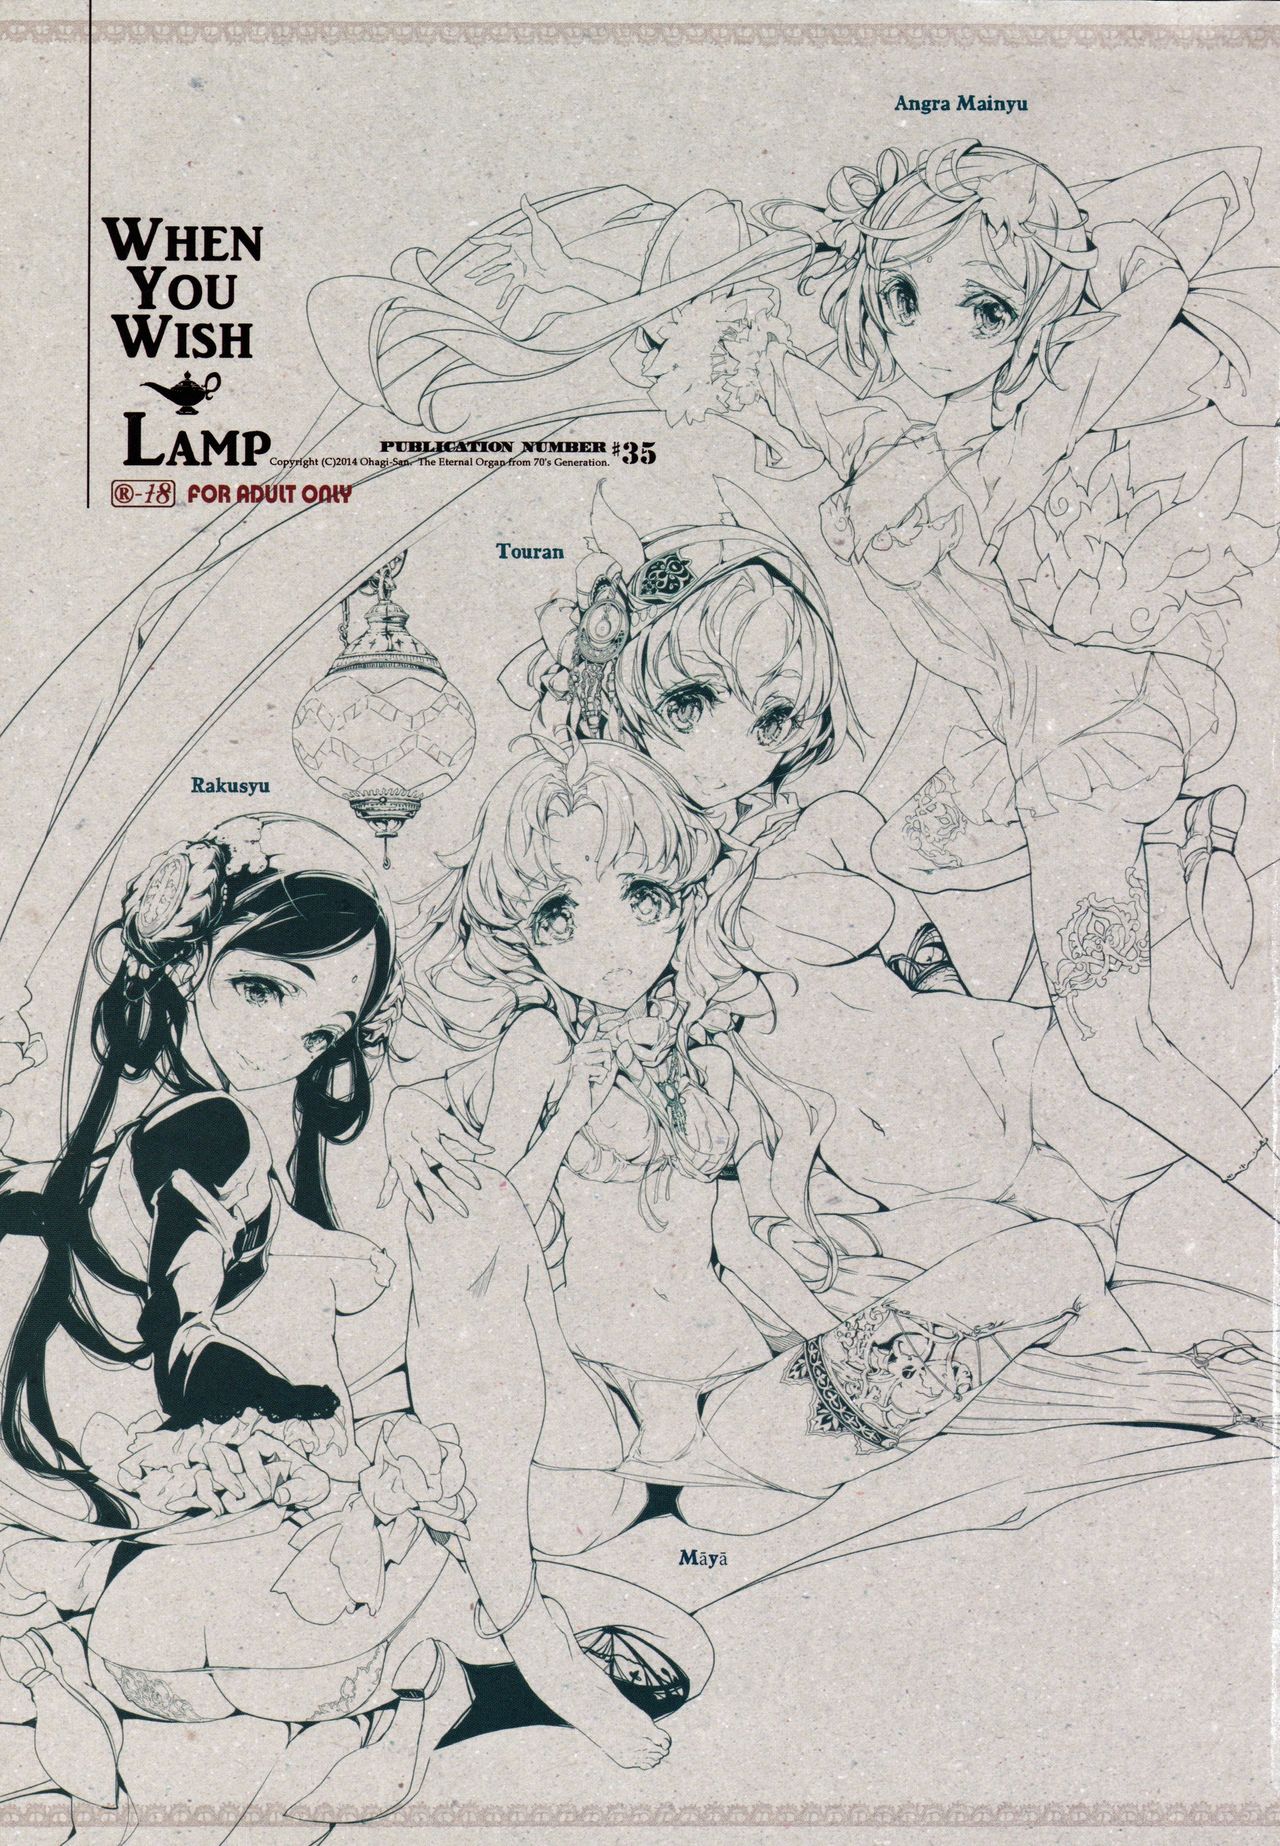 Angra Mainyu
WHEN
YOU
WISH
LAMP
PUBLICATION NUMBER #35
Copyright (C)2014 Ohagi-San. The Eternal Organ from 70's Generation.
R-18 FOR ADULT ONLY
Touran
Rakusyu
Māyā